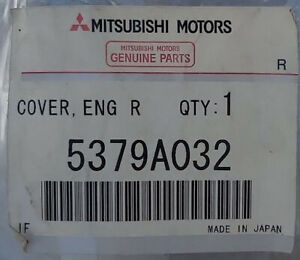 MITSUBISHI MOTORS
MITSUBISHI MOTORS
GENUINE PARTS
R
COVER, ENG R QTY: 1
5379A032
IF MADE IN JAPAN